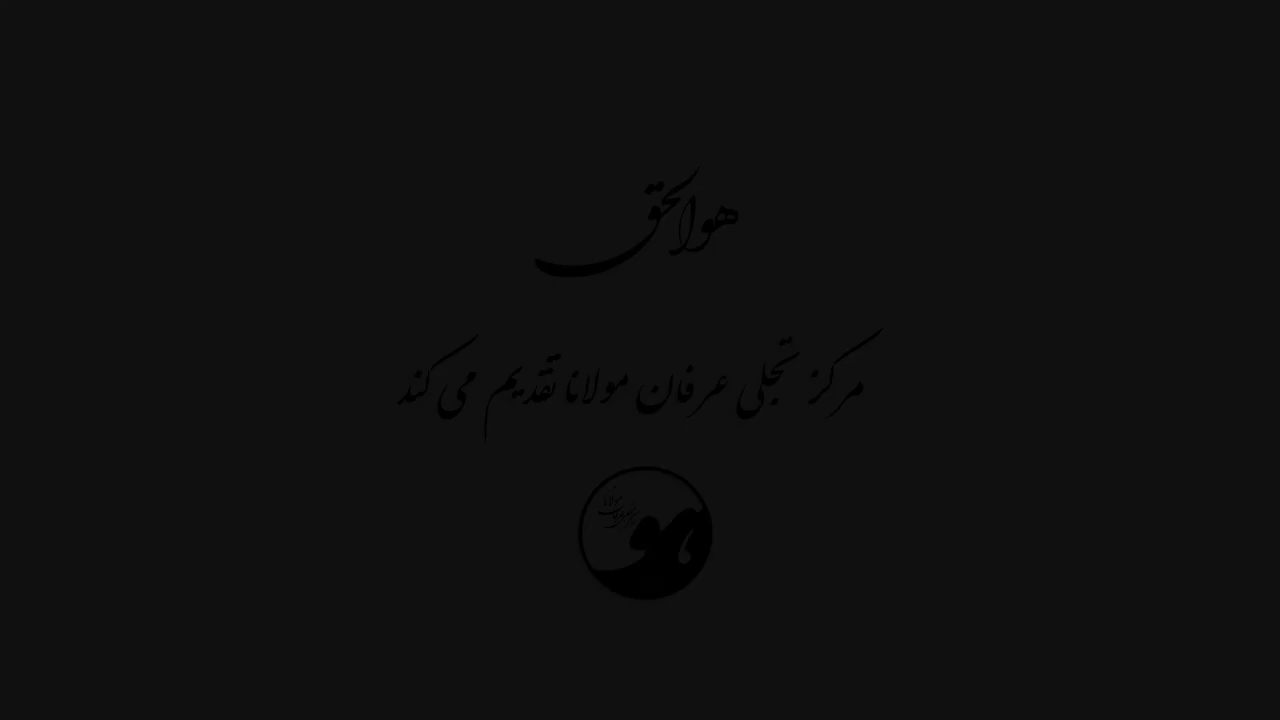 هوالحق
مرکز تجلی عرفان مولانا تقدیم می کند
هو